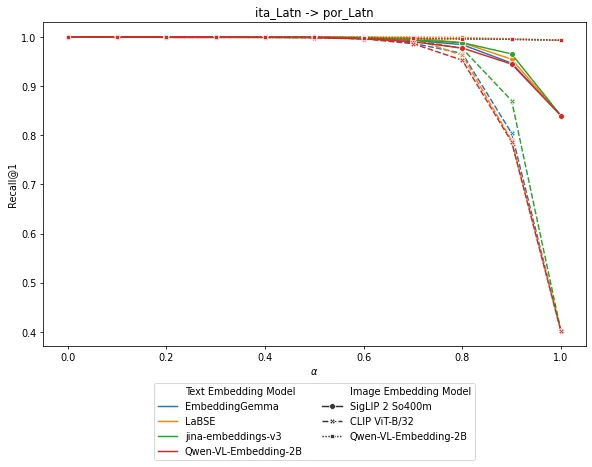 ita_Latn -> por_Latn
Recall@1
1.0
0.9
0.8
0.7
0.6
0.5
0.4
0.0 0.2 0.4 0.6 0.8 1.0
α
Text Embedding Model Image Embedding Model
EmbeddingGemma SigLIP 2 So400m
LaBSE CLIP ViT-B/32
jina-embeddings-v3 Qwen-VL-Embedding-2B
Qwen-VL-Embedding-2B